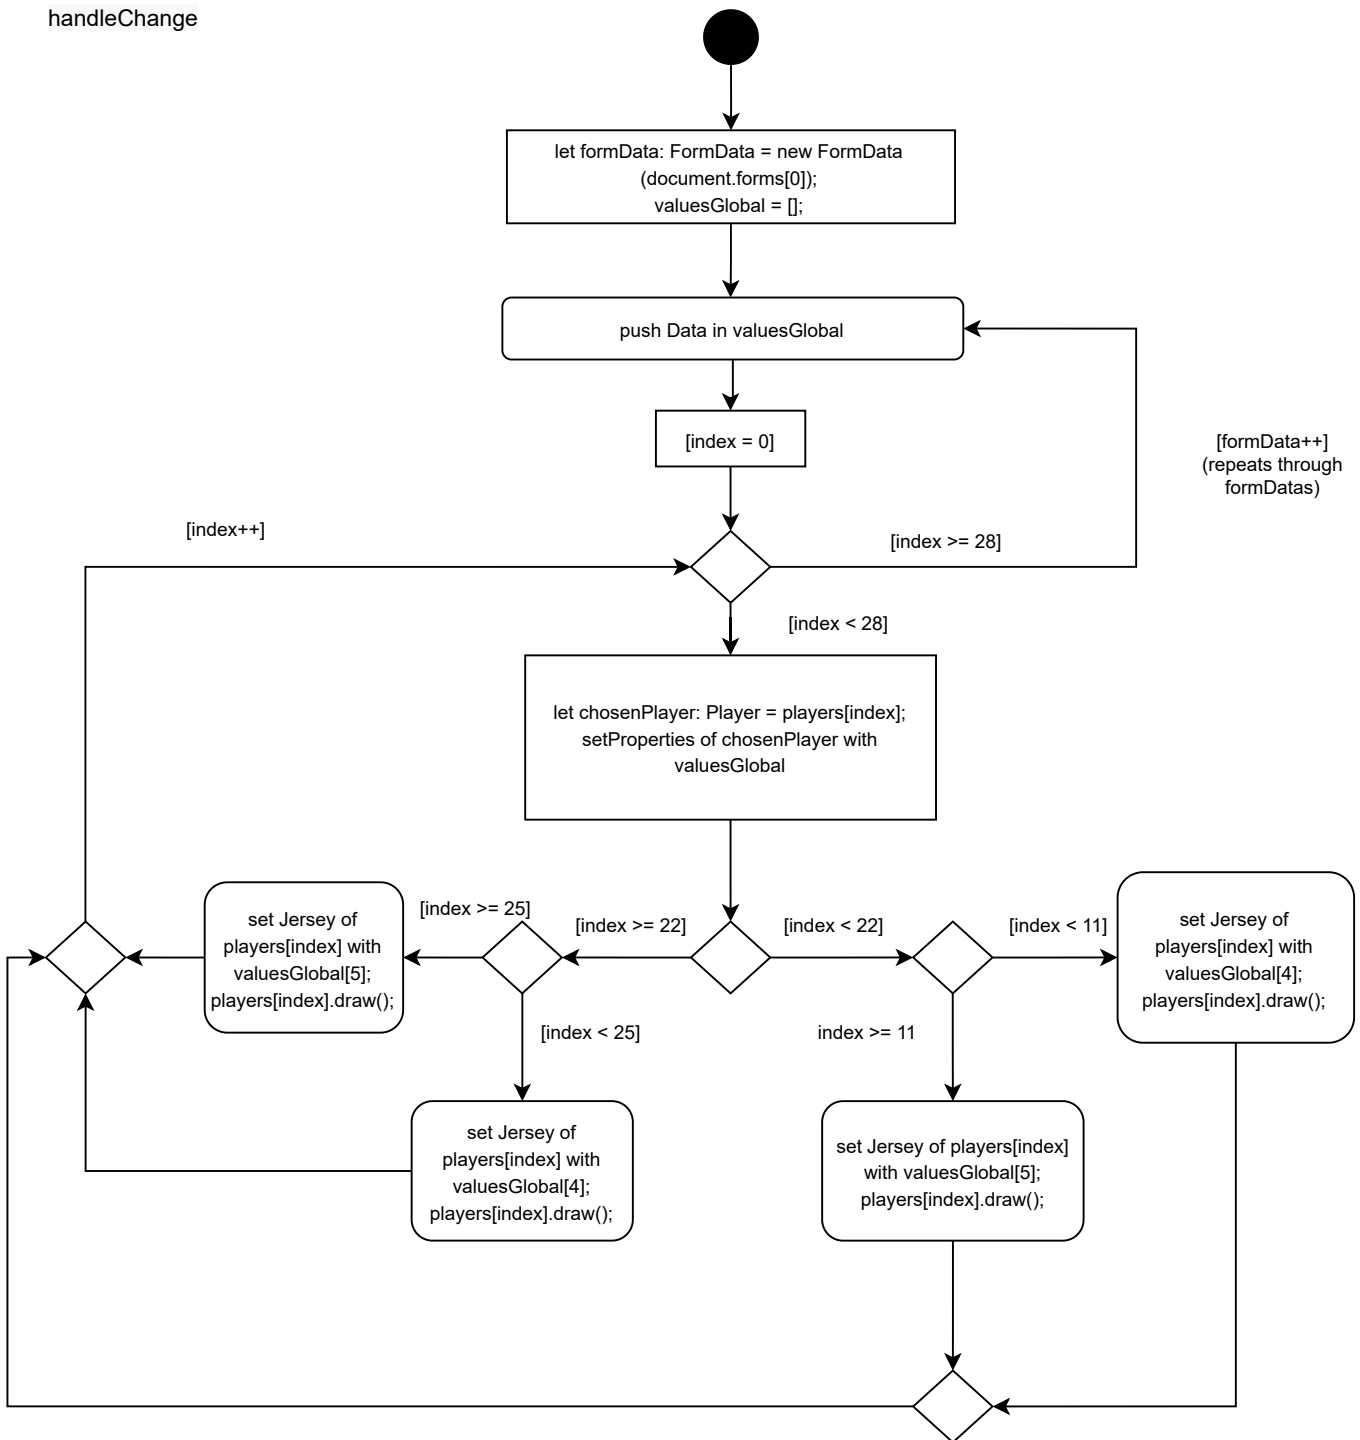 handleChange
let formData: FormData = new FormData
(document.forms[0]);
valuesGlobal = [];
push Data in valuesGlobal
[index = 0]
[formData++]
(repeats through
formDatas)
[index++]
[index >= 28]
[index < 28]
let chosenPlayer: Player = players[index];
setProperties of chosenPlayer with
valuesGlobal
set Jersey of
players[index] with
valuesGlobal[5];
players[index].draw();
[index >= 25]
[index >= 22]
[index < 22]
[index < 11]
set Jersey of
players[index] with
valuesGlobal[4];
players[index].draw();
[index < 25]
index >= 11
set Jersey of
players[index] with
valuesGlobal[4];
players[index].draw();
set Jersey of players[index]
with valuesGlobal[5];
players[index].draw();